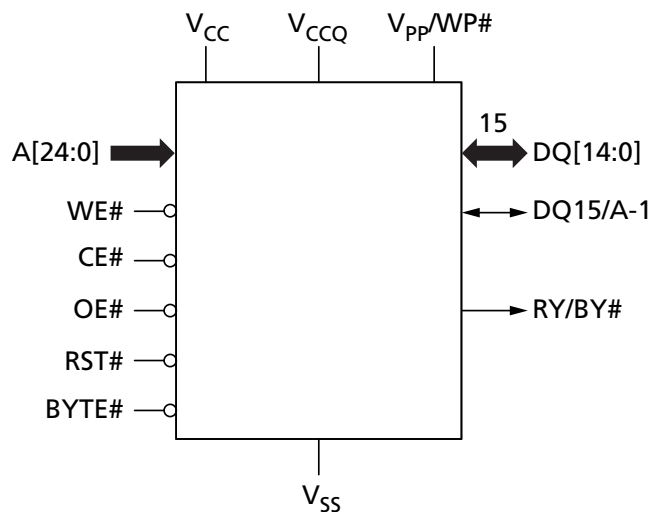 VCC VCCQ VPP/WP#
15
A[24:0] DQ[14:0]
WE# DQ15/A-1
CE#
OE# RY/BY#
RST#
BYTE#
VSS